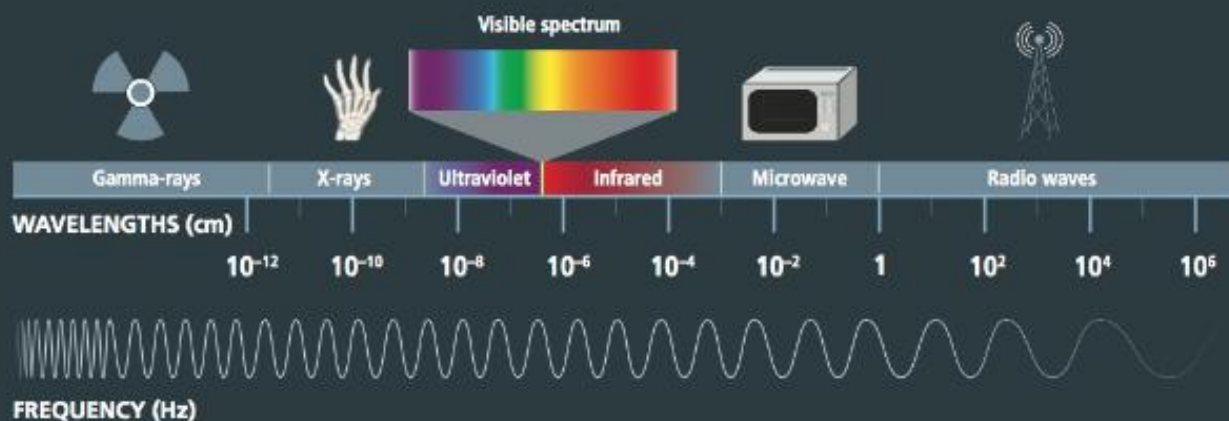 Visible spectrum
Gamma-rays X-rays Ultraviolet Infrared Microwave Radio waves
WAVELENGTHS (cm)
10⁻¹² 10⁻¹⁰ 10⁻⁸ 10⁻⁶ 10⁻⁴ 10⁻² 1 10² 10⁴ 10⁶
FREQUENCY (Hz)